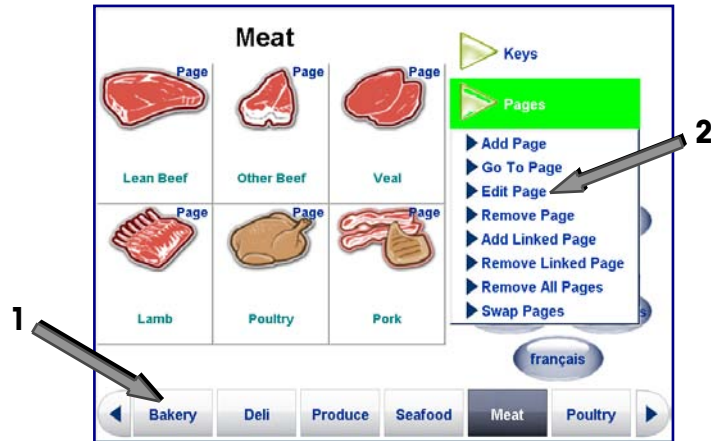 Meat
Keys
Page Page Page
Pages
Add Page
Go To Page
Lean Beef Other Beef Veal
Edit Page
2
Page Page Page
Remove Page
Add Linked Page
Remove Linked Page
Remove All Pages
Lamb Poultry Pork
Swap Pages
1
français
Bakery Deli Produce Seafood Meat Poultry